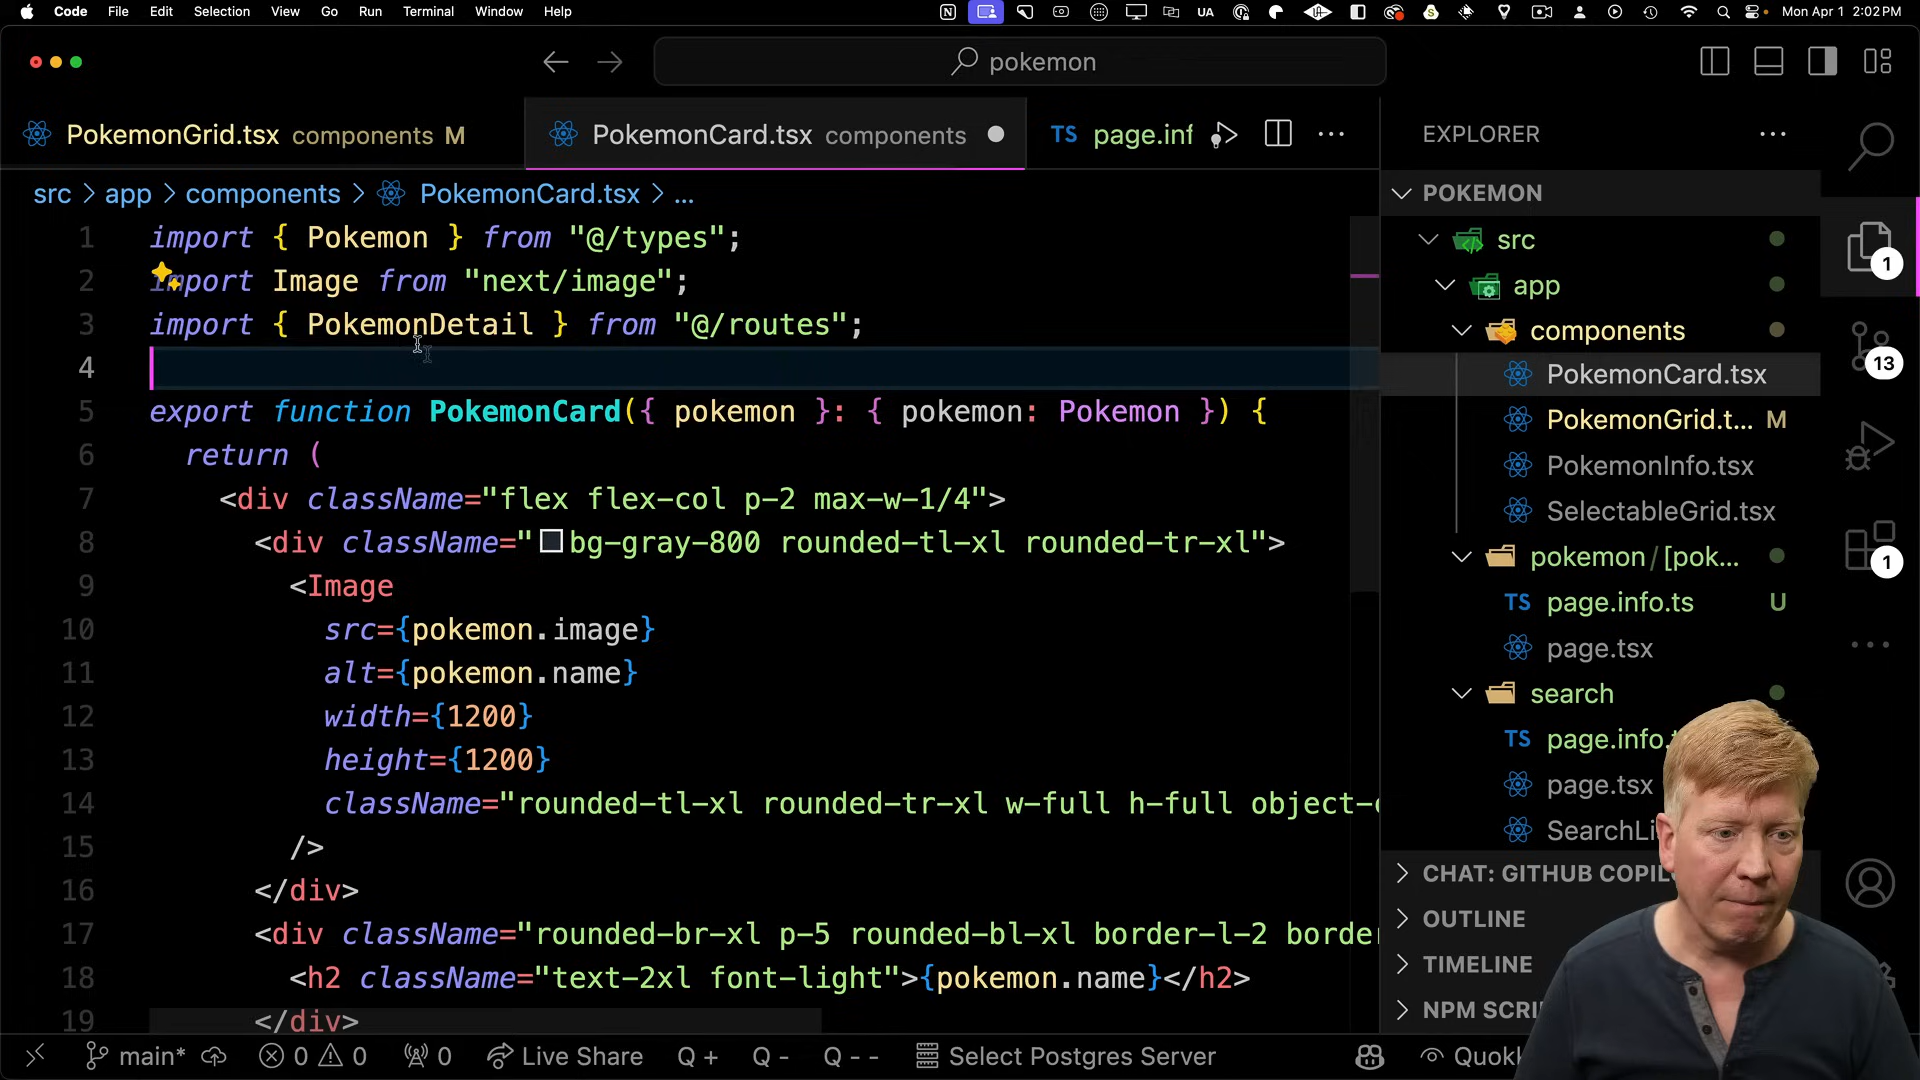 Code File Edit Selection View Go Run Terminal Window Help UA Mon Apr 1 2:02 PM
pokemon
PokemonGrid.tsx components M PokemonCard.tsx components TS page.inf
src > app > components > PokemonCard.tsx > ...
1 import { Pokemon } from "@/types";
2 import Image from "next/image";
3 import { PokemonDetail } from "@/routes";
4
5 export function PokemonCard({ pokemon }: { pokemon: Pokemon }) {
6 return (
7 <div className="flex flex-col p-2 max-w-1/4">
8 <div className="bg-gray-800 rounded-tl-xl rounded-tr-xl">
9 <Image
10 src={pokemon.image}
11 alt={pokemon.name}
12 width={1200}
13 height={1200}
14 className="rounded-tl-xl rounded-tr-xl w-full h-full object-c
15 />
16 </div>
17 <div className="rounded-br-xl p-5 rounded-bl-xl border-l-2 border
18 <h2 className="text-2xl font-light">{pokemon.name}</h2>
19 </div>
EXPLORER ...
POKEMON
src
app
components
PokemonCard.tsx
PokemonGrid.t... M
PokemonInfo.tsx
SelectableGrid.tsx
pokemon/[pok...
TS page.info.ts U
page.tsx
search
TS page.info.
page.tsx
SearchLi
CHAT: GITHUB COPIL
OUTLINE
TIMELINE
NPM SCRI
1
13
1
main* 0 0 0 Live Share Q + Q - Q - - Select Postgres Server Quokk